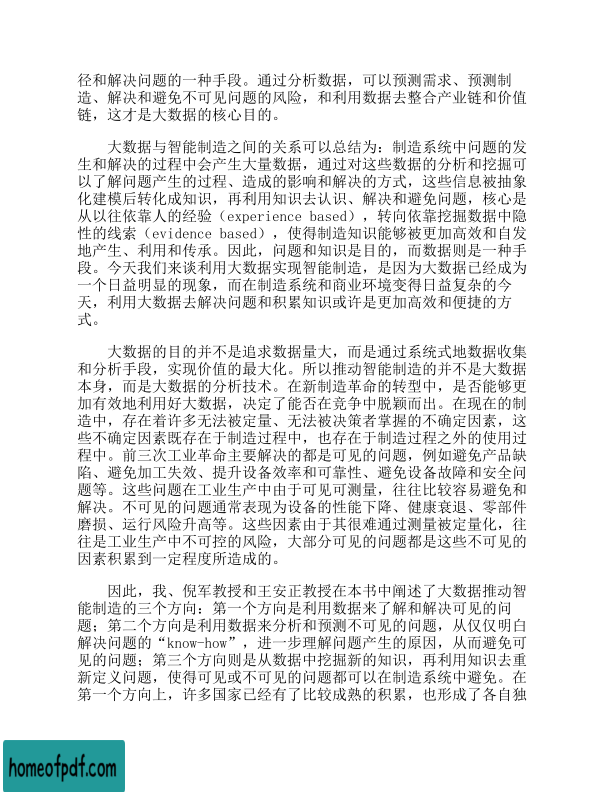 径和解决问题的一种手段。通过分析数据，可以预测需求、预测制
造、解决和避免不可见问题的风险，和利用数据去整合产业链和价值
链，这才是大数据的核心目的。
大数据与智能制造之间的关系可以总结为：制造系统中问题的发
生和解决的过程中会产生大量数据，通过对这些数据的分析和挖掘可
以了解问题产生的过程、造成的影响和解决的方式，这些信息被抽象
化建模后转化成知识，再利用知识去认识、解决和避免问题，核心是
从以往依靠人的经验（experience based），转向依靠挖掘数据中隐
性的线索（evidence based），使得制造知识能够被更加高效和自发
地产生、利用和传承。因此，问题和知识是目的，而数据则是一种手
段。今天我们来谈利用大数据实现智能制造，是因为大数据已经成为
一个日益明显的现象，而在制造系统和商业环境变得日益复杂的今
天，利用大数据去解决问题和积累知识或许是更加高效和便捷的方
式。
大数据的目的并不是追求数据量大，而是通过系统式地数据收集
和分析手段，实现价值的最大化。所以推动智能制造的并不是大数据
本身，而是大数据的分析技术。在新制造革命的转型中，是否能够更
加有效地利用好大数据，决定了能否在竞争中脱颖而出。在现在的制
造中，存在着许多无法被定量、无法被决策者掌握的不确定因素，这
些不确定因素既存在于制造过程中，也存在于制造过程之外的使用过
程中。前三次工业革命主要解决的都是可见的问题，例如避免产品缺
陷、避免加工失效、提升设备效率和可靠性、避免设备故障和安全问
题等。这些问题在工业生产中由于可见可测量，往往比较容易避免和
解决。不可见的问题通常表现为设备的性能下降、健康衰退、零部件
磨损、运行风险升高等。这些因素由于其很难通过测量被定量化，往
往是工业生产中不可控的风险，大部分可见的问题都是这些不可见的
因素积累到一定程度所造成的。
因此，我、倪军教授和王安正教授在本书中阐述了大数据推动智
能制造的三个方向：第一个方向是利用数据来了解和解决可见的问
题；第二个方向是利用数据来分析和预测不可见的问题，从仅仅明白
解决问题的“know-how”，进一步理解问题产生的原因，从而避免可
见的问题；第三个方向则是从数据中挖掘新的知识，再利用知识去重
新定义问题，使得可见或不可见的问题都可以在制造系统中避免。在
第一个方向上，许多国家已经有了比较成熟的积累，也形成了各自独
homeofpdf.com